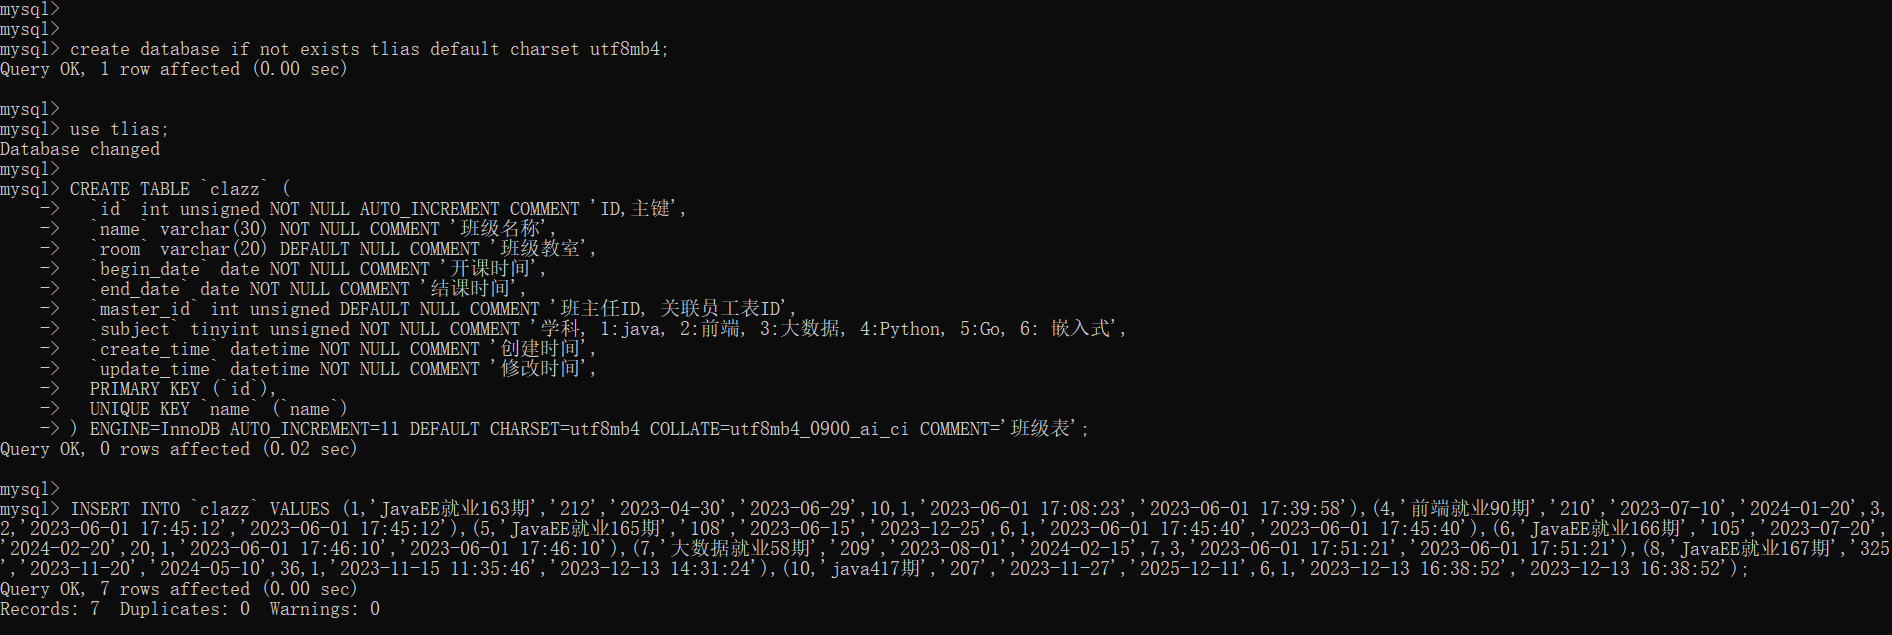 mysql>
mysql>
mysql> create database if not exists tlias default charset utf8mb4;
Query OK, 1 row affected (0.00 sec)
mysql>
mysql> use tlias;
Database changed
mysql>
mysql> CREATE TABLE `clazz` (
    ->   `id` int unsigned NOT NULL AUTO_INCREMENT COMMENT 'ID,主键',
    ->   `name` varchar(30) NOT NULL COMMENT '班级名称',
    ->   `room` varchar(20) DEFAULT NULL COMMENT '班级教室',
    ->   `begin_date` date NOT NULL COMMENT '开课时间',
    ->   `end_date` date NOT NULL COMMENT '结课时间',
    ->   `master_id` int unsigned DEFAULT NULL COMMENT '班主任ID, 关联员工表ID',
    ->   `subject` tinyint unsigned NOT NULL COMMENT '学科, 1:java, 2:前端, 3:大数据, 4:Python, 5:Go, 6: 嵌入式',
    ->   `create_time` datetime NOT NULL COMMENT '创建时间',
    ->   `update_time` datetime NOT NULL COMMENT '修改时间',
    ->   PRIMARY KEY (`id`),
    ->   UNIQUE KEY `name` (`name`)
    -> ) ENGINE=InnoDB AUTO_INCREMENT=11 DEFAULT CHARSET=utf8mb4 COLLATE=utf8mb4_0900_ai_ci COMMENT='班级表';
Query OK, 0 rows affected (0.02 sec)
mysql>
mysql> INSERT INTO `clazz` VALUES (1,'JavaEE就业163期','212','2023-04-30','2023-06-29',10,1,'2023-06-01 17:08:23','2023-06-01 17:39:58'),(4,'前端就业90期','210','2023-07-10','2024-01-20',3,
2,'2023-06-01 17:45:12','2023-06-01 17:45:12'),(5,'JavaEE就业165期','108','2023-06-15','2023-12-25',6,1,'2023-06-01 17:45:40','2023-06-01 17:45:40'),(6,'JavaEE就业166期','105','2023-07-20',
'2024-02-20',20,1,'2023-06-01 17:46:10','2023-06-01 17:46:10'),(7,'大数据就业58期','209','2023-08-01','2024-02-15',7,3,'2023-06-01 17:51:21','2023-06-01 17:51:21'),(8,'JavaEE就业167期','325
','2023-11-20','2024-05-10',36,1,'2023-11-15 11:35:46','2023-12-13 14:31:24'),(10,'java417期','207','2023-11-27','2025-12-11',6,1,'2023-12-13 16:38:52','2023-12-13 16:38:52');
Query OK, 7 rows affected (0.00 sec)
Records: 7  Duplicates: 0  Warnings: 0